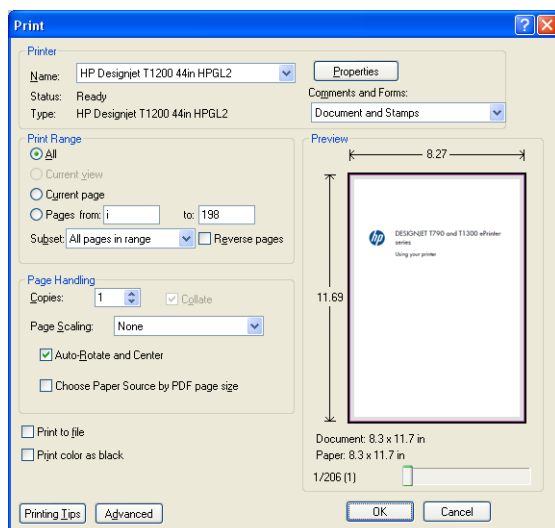 Print
Printer
Name: HP Designjet T1200 44in HPGL2 Properties
Status: Ready Comments and Forms:
Type: HP Designjet T1200 44in HPGL2 Document and Stamps
Print Range
All
Current view
Current page
Pages from: i to: 198
Subset: All pages in range Reverse pages
Page Handling
Copies: 1 Collate
Page Scaling: None
Auto-Rotate and Center
Choose Paper Source by PDF page size
Print to file
Print color as black
Preview
8.27
11.69
hp
DESIGNJET T790 and T1300 ePrinter
series
Using your printer
Document: 8.3 x 11.7 in
Paper: 8.3 x 11.7 in
1/206 (1)
Printing Tips Advanced OK Cancel